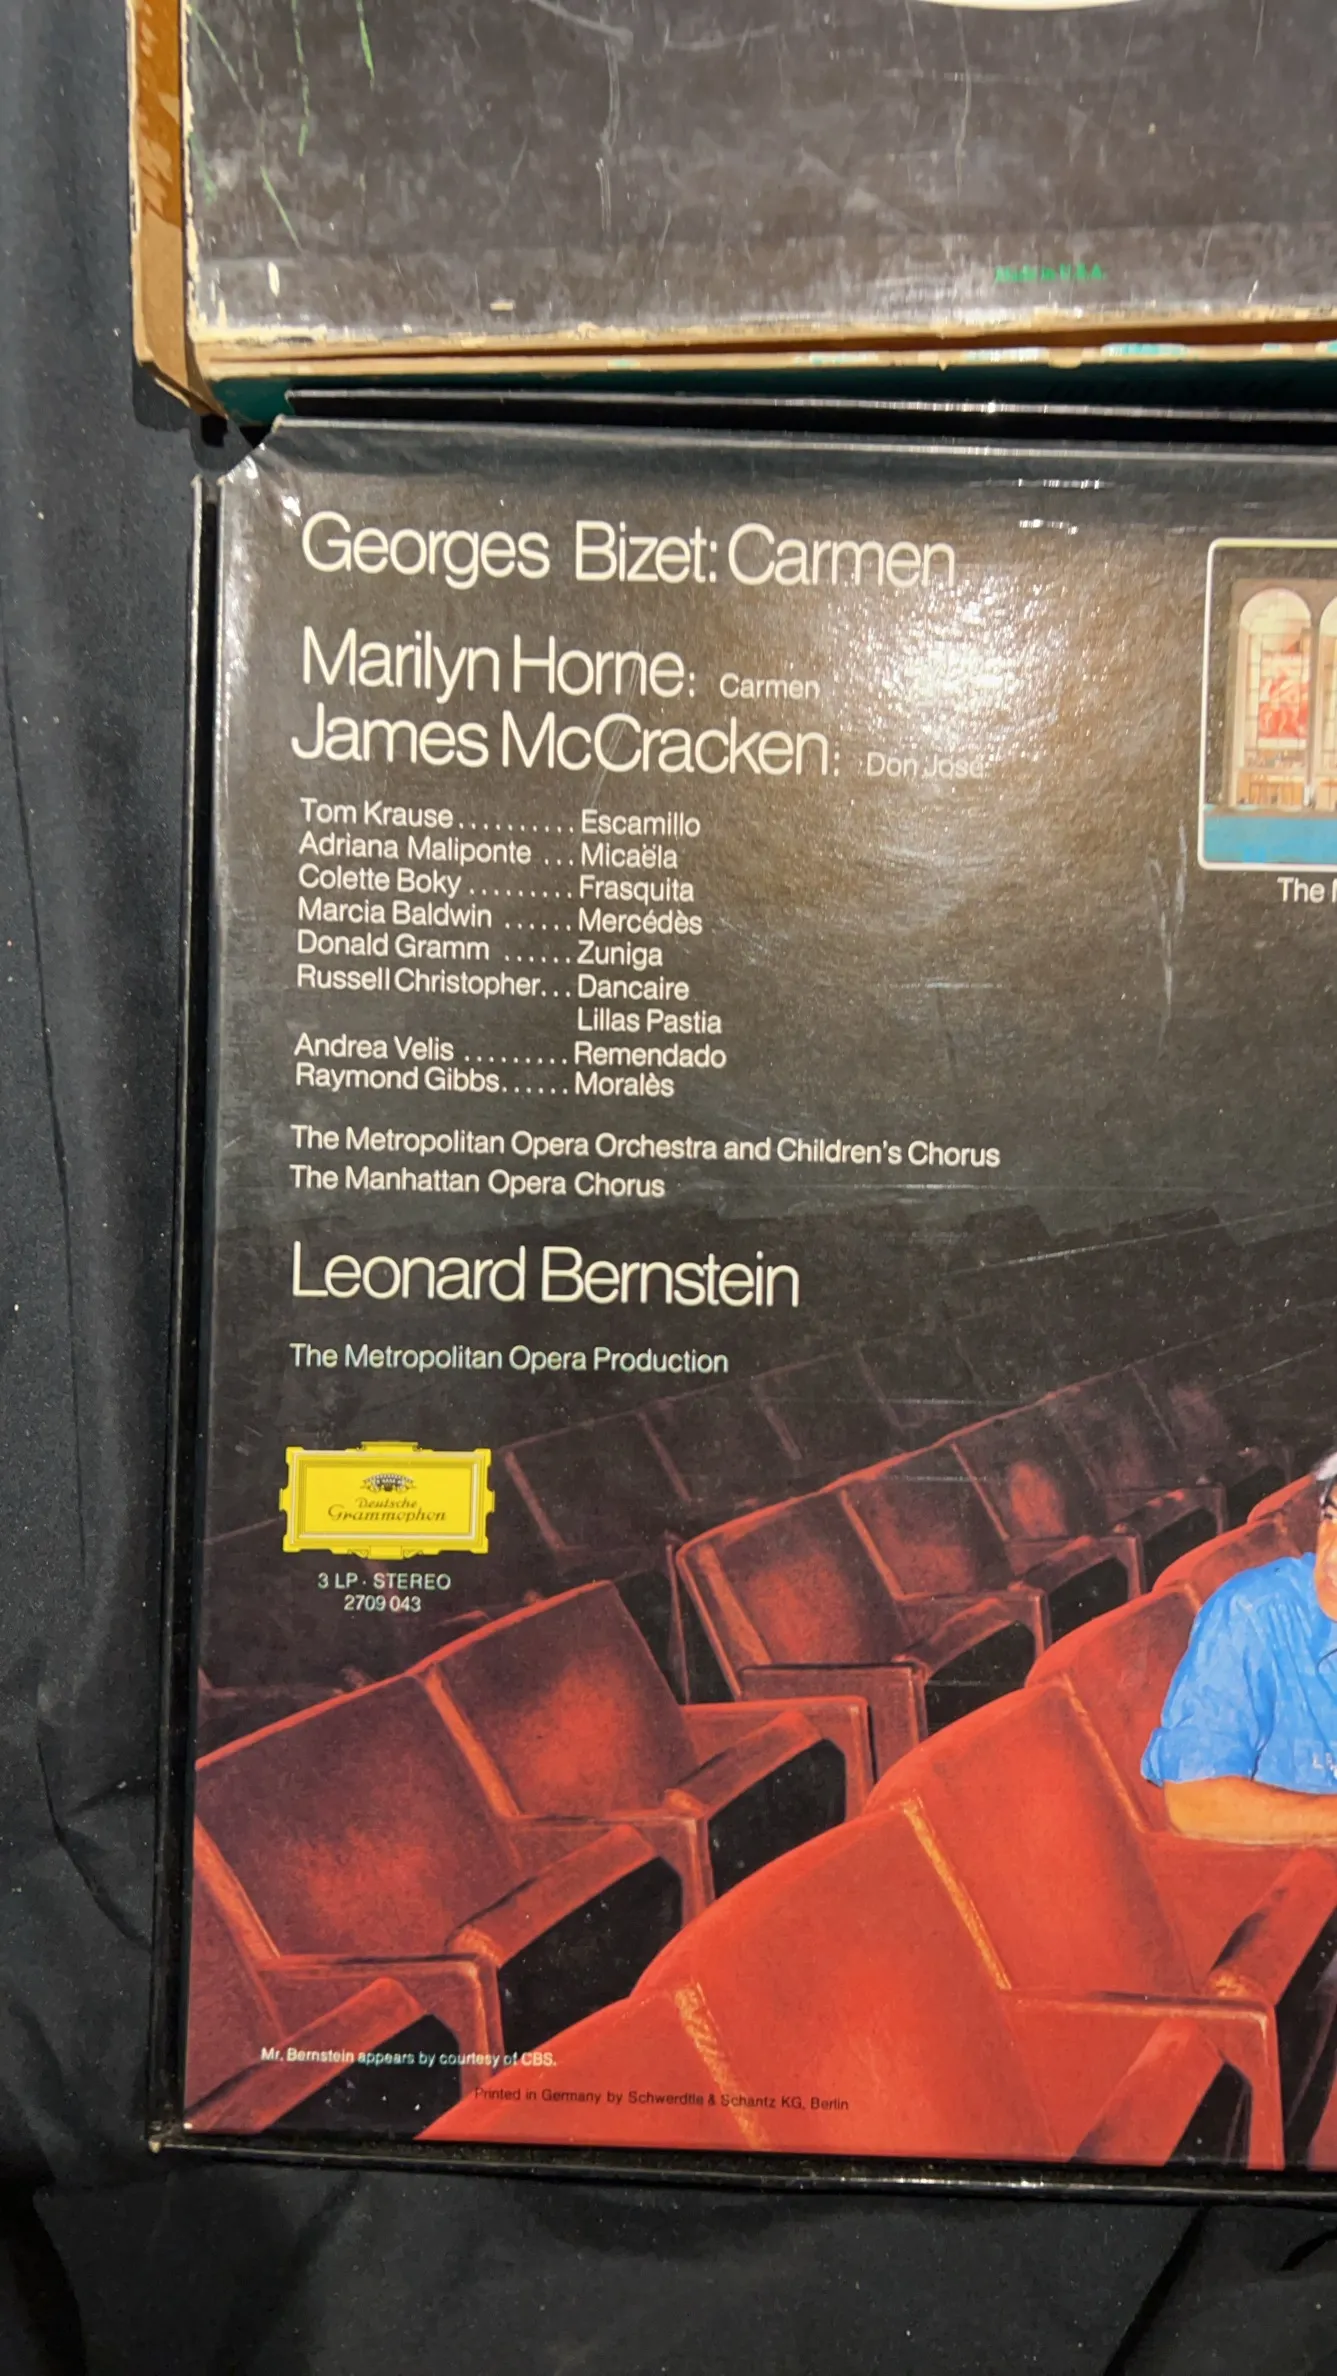 Made in U.S.A.
Georges Bizet: Carmen
Marilyn Horne: Carmen
James McCracken: Don José
Tom Krause.......... Escamillo
Adriana Maliponte ... Micaëla
Colette Boky ......... Frasquita
Marcia Baldwin ...... Mercédès
Donald Gramm ...... Zuniga
Russell Christopher... Dancaire
Lillas Pastia
Andrea Velis ......... Remendado
Raymond Gibbs...... Moralès
The
The Metropolitan Opera Orchestra and Children's Chorus
The Manhattan Opera Chorus
Leonard Bernstein
The Metropolitan Opera Production
Deutsche
Grammophon
3 LP · STEREO
2709 043
Mr. Bernstein appears by courtesy of CBS.
Printed in Germany by Schwerdtle & Schantz KG, Berlin